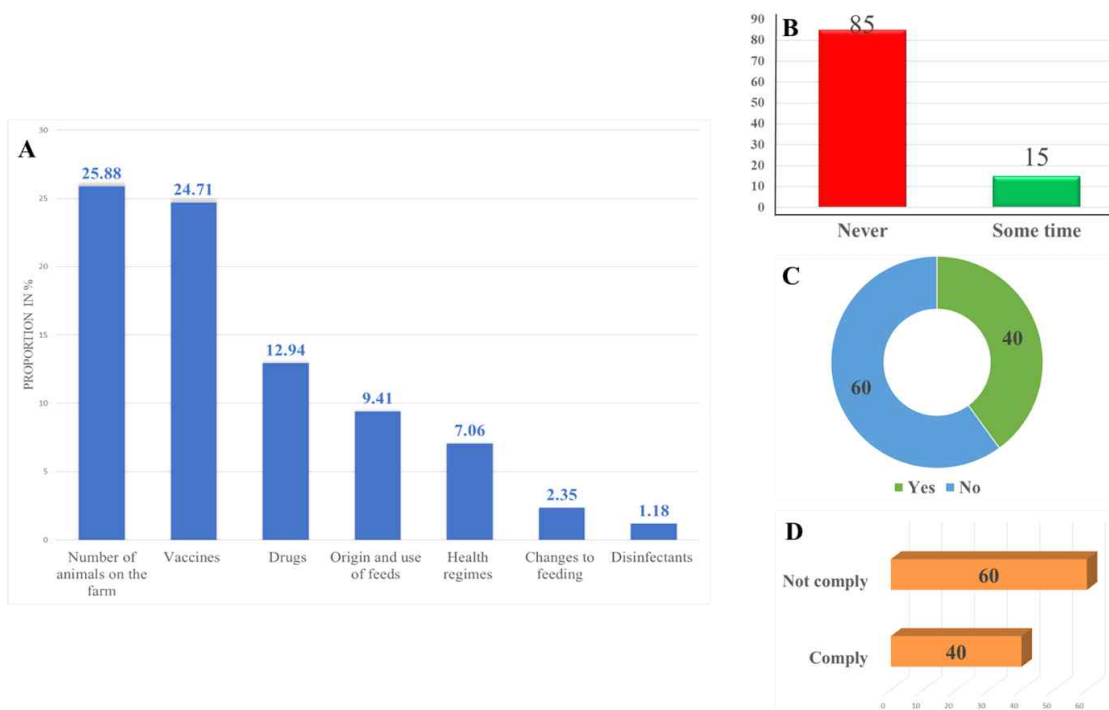 A
PROPORTION IN %
30
25
20
15
10
5
0
25.88
24.71
12.94
9.41
7.06
2.35
1.18
Number of
animals on the
farm
Vaccines
Drugs
Origin and use
of feeds
Health
regimes
Changes to
feeding
Disinfectants
B
90
80
70
60
50
40
30
20
10
0
85
15
Never
Some time
C
40
60
Yes No
D
Not comply
60
Comply
40
0 10 20 30 40 50 60